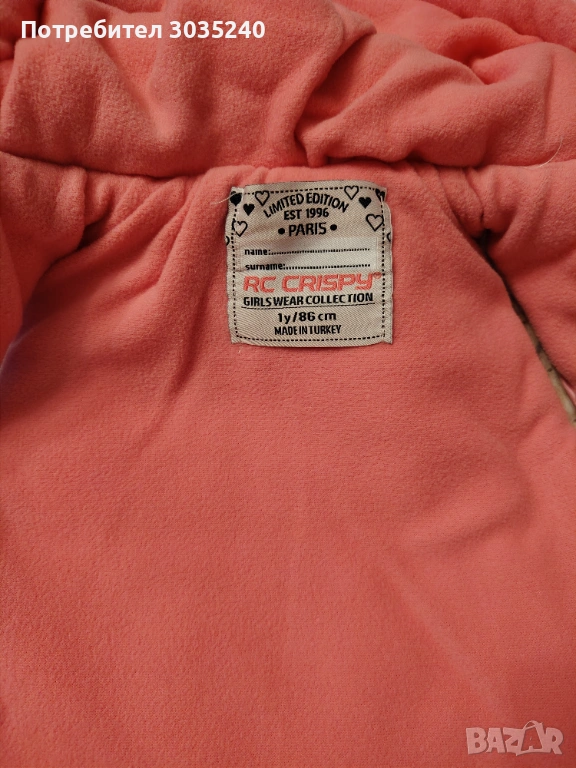 Потребител 3035240
LIMITED EDITION
EST 1996
• PARIS •
name:
surname:
RC CRISPY
GIRLS WEAR COLLECTION
1y/86 cm
MADE IN TURKEY
BAZAR